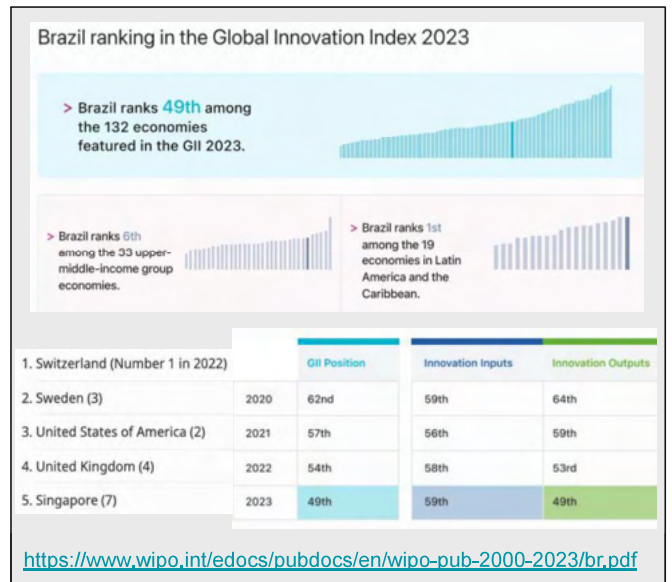 Brazil ranking in the Global Innovation Index 2023
> Brazil ranks 49th among
the 132 economies
featured in the GII 2023.
> Brazil ranks 6th
among the 33 upper-
middle-income group
economies.
> Brazil ranks 1st
among the 19
economies in Latin
America and the
Caribbean.
1. Switzerland (Number 1 in 2022)
2. Sweden (3)
3. United States of America (2)
4. United Kingdom (4)
5. Singapore (7)
GII Position Innovation Inputs Innovation Outputs
2020 62nd 59th 64th
2021 57th 56th 59th
2022 54th 58th 53rd
2023 49th 59th 49th
https://www.wipo.int/edocs/pubdocs/en/wipo-pub-2000-2023/br.pdf